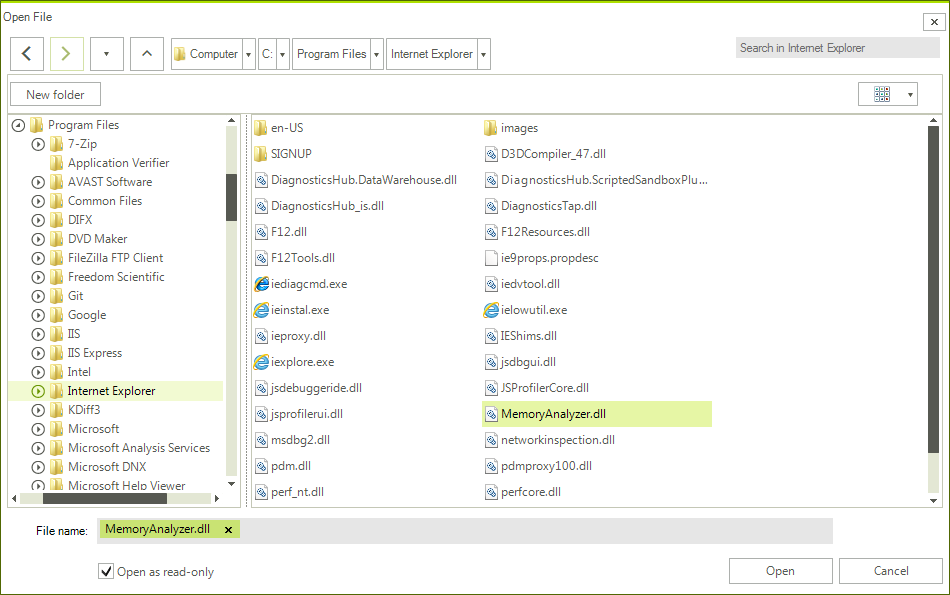 Open File
Computer C: Program Files Internet Explorer
Search in Internet Explorer
New folder
Program Files
7-Zip
Application Verifier
AVAST Software
Common Files
DIFX
DVD Maker
FileZilla FTP Client
Freedom Scientific
Git
Google
IIS
IIS Express
Intel
Internet Explorer
KDiff3
Microsoft
Microsoft Analysis Services
Microsoft DNX
Microsoft Help Viewer
en-US images
SIGNUP D3DCompiler_47.dll
DiagnosticsHub.DataWarehouse.dll DiagnosticsHub.ScriptedSandboxPlu...
DiagnosticsHub_is.dll DiagnosticsTap.dll
F12.dll F12Resources.dll
F12Tools.dll ie9props.propdesc
iediagcmd.exe iedvtool.dll
ieinstal.exe ielowutil.exe
ieproxy.dll IEShims.dll
iexplore.exe jsdbgui.dll
jsdebuggeride.dll JSProfilerCore.dll
jsprofilerui.dll MemoryAnalyzer.dll
msdbg2.dll networkinspection.dll
pdm.dll pdmproxy100.dll
perf_nt.dll perfcore.dll
File name: MemoryAnalyzer.dll
Open as read-only
Open Cancel